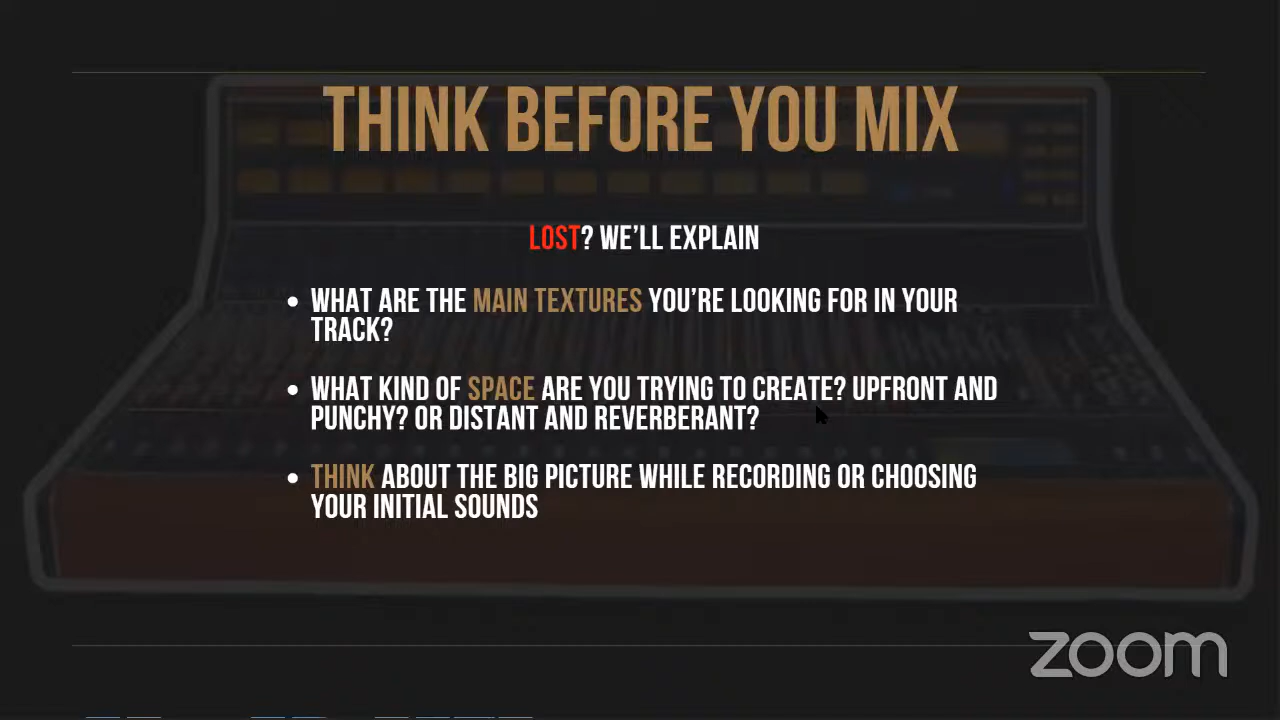 THINK BEFORE YOU MIX
LOST? WE'LL EXPLAIN
• WHAT ARE THE MAIN TEXTURES YOU'RE LOOKING FOR IN YOUR
TRACK?
• WHAT KIND OF SPACE ARE YOU TRYING TO CREATE? UPFRONT AND
PUNCHY? OR DISTANT AND REVERBERANT?
• THINK ABOUT THE BIG PICTURE WHILE RECORDING OR CHOOSING
YOUR INITIAL SOUNDS
zoom